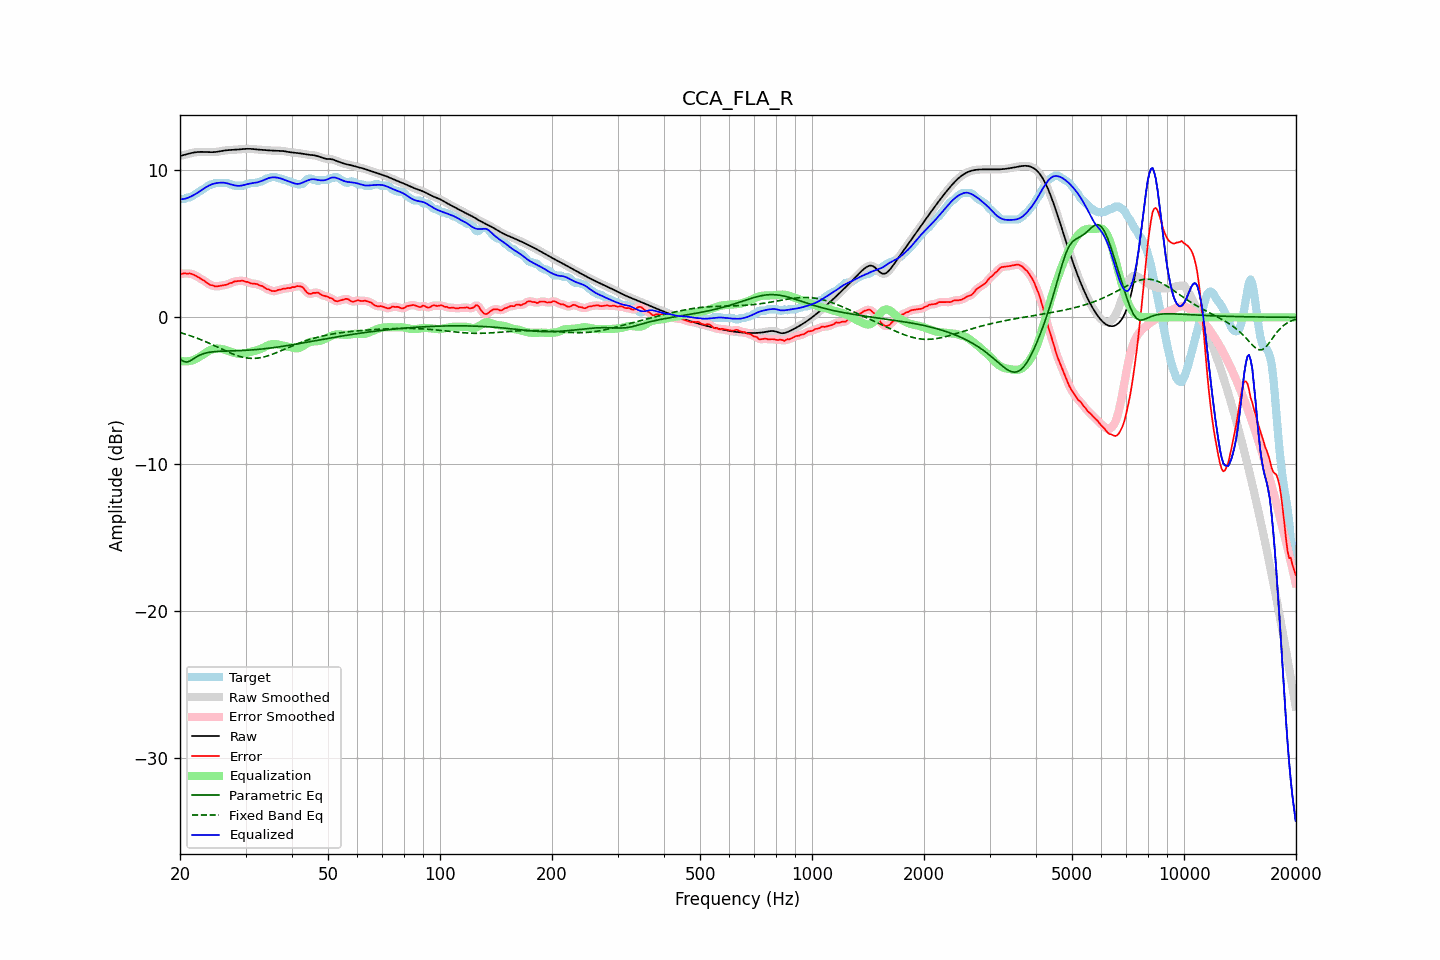 CCA_FLA_R
10
0
−10
−20
−30
Amplitude (dBr)
Target
Raw Smoothed
Error Smoothed
Raw
Error
Equalization
Parametric Eq
Fixed Band Eq
Equalized
20 50 100 200 500 1000 2000 5000 10000 20000
Frequency (Hz)